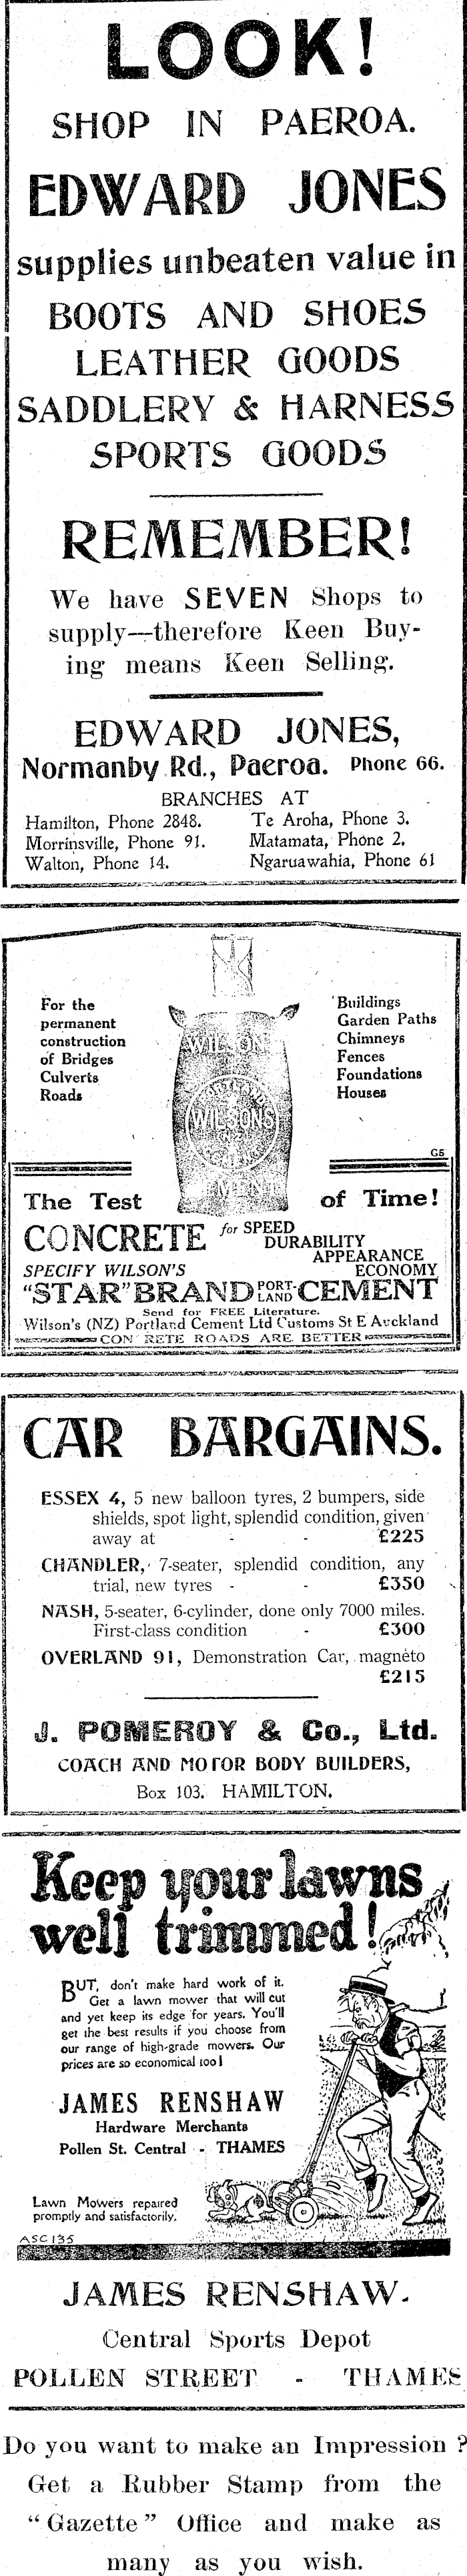 LOOK!
SHOP IN PAEROA.
EDWARD JONES
supplies unbeaten value in
BOOTS AND SHOES
LEATHER GOODS
SADDLERY & HARNESS
SPORTS GOODS
REMEMBER!
We have SEVEN Shops to
supply—therefore Keen Buy-
ing means Keen Selling.
EDWARD JONES,
Normanby Rd., Paeroa. Phone 66.
BRANCHES AT
Hamilton, Phone 2848. Te Aroha, Phone 3.
Morrinsville, Phone 91. Matamata, Phone 2.
Walton, Phone 14. Ngaruawahia, Phone 61
For the
permanent
construction
of Bridges
Culverts
Roads
WILSON
PORTLAND
WILSONS
CEMENT
Buildings
Garden Paths
Chimneys
Fences
Foundations
Houses
G5
The Test of Time!
CONCRETE for SPEED
DURABILITY
APPEARANCE
SPECIFY WILSON'S ECONOMY
"STAR" BRAND PORT-
LAND CEMENT
Send for FREE Literature.
Wilson's (NZ) Portland Cement Ltd Customs St E Auckland
CON RETE ROADS ARE BETTER
CAR BARGAINS.
ESSEX 4, 5 new balloon tyres, 2 bumpers, side
shields, spot light, splendid condition, given
away at - - £225
CHANDLER, 7-seater, splendid condition, any
trial, new tyres - - £350
NASH, 5-seater, 6-cylinder, done only 7000 miles.
First-class condition - £300
OVERLAND 91, Demonstration Car, magneto
£215
J. POMEROY & Co., Ltd.
COACH AND MOTOR BODY BUILDERS,
Box 103. HAMILTON.
Keep your lawns
well trimmed!
BUT, don't make hard work of it.
Get a lawn mower that will cut
and yet keep its edge for years. You'll
get the best results if you choose from
our range of high-grade mowers. Our
prices are so economical too!
JAMES RENSHAW
Hardware Merchants
Pollen St. Central - THAMES
Lawn Mowers repaired
promptly and satisfactorily.
ASC 135
JAMES RENSHAW.
Central Sports Depot
POLLEN STREET - THAMES
Do you want to make an Impression?
Get a Rubber Stamp from the
"Gazette" Office and make as
many as you wish.